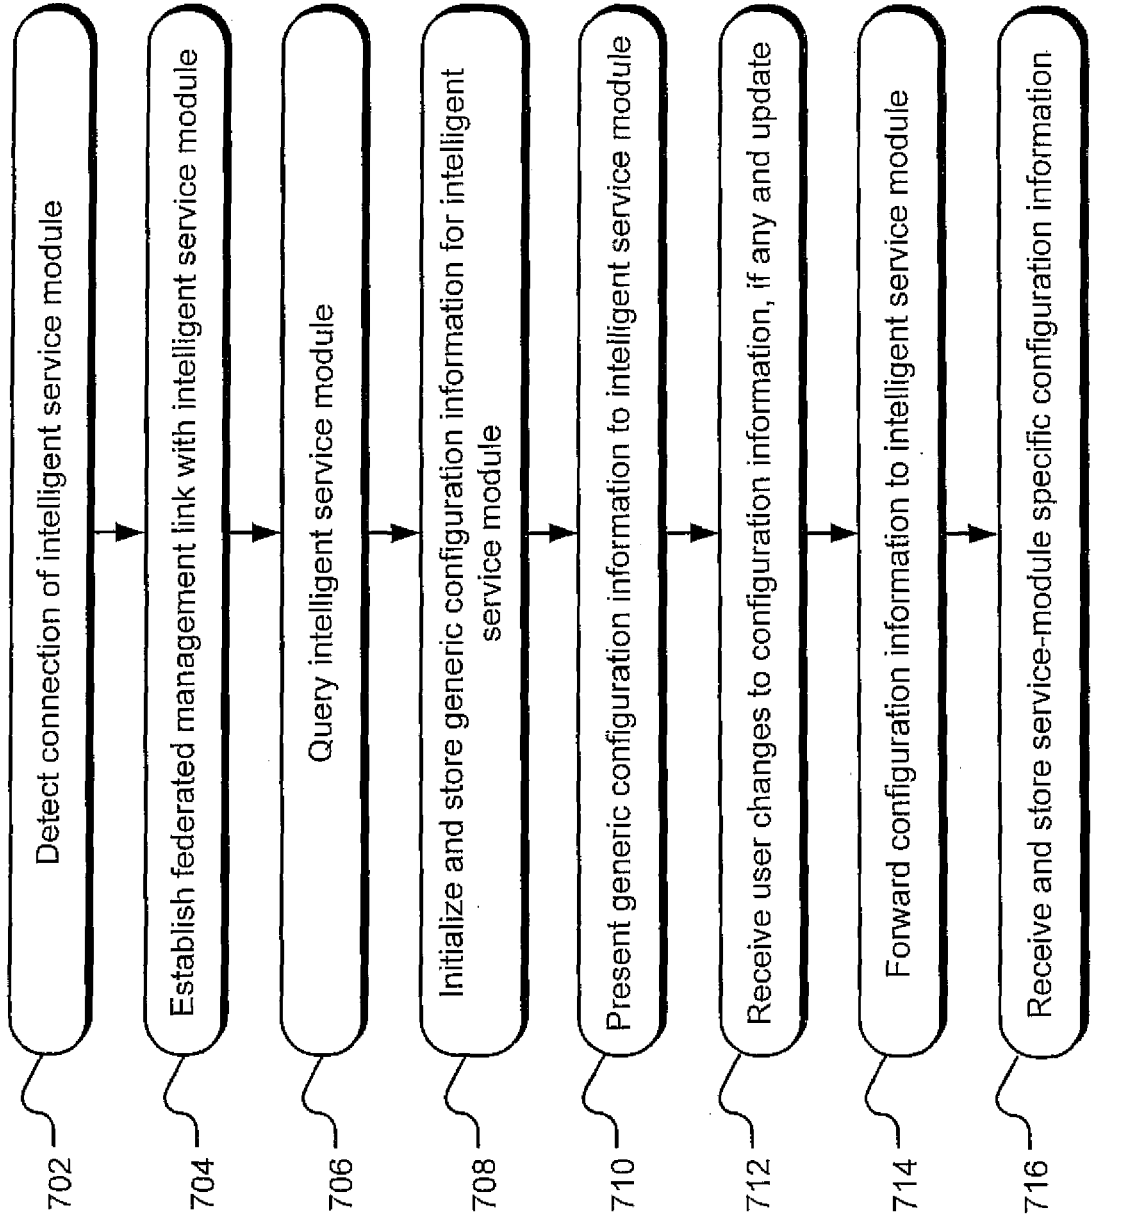 702
Detect connection of intelligent service module
704
Establish federated management link with intelligent service module
706
Query intelligent service module
708
Initialize and store generic configuration information for intelligent
service module
710
Present generic configuration information to intelligent service module
712
Receive user changes to configuration information, if any and update
714
Forward configuration information to intelligent service module
716
Receive and store service-module specific configuration information